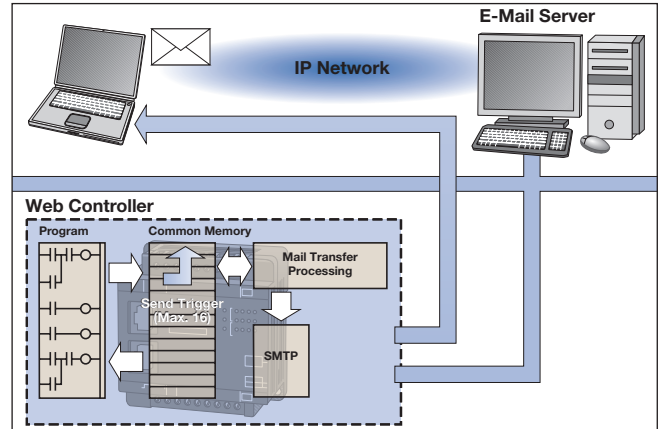 E-Mail Server
IP Network
Web Controller
Program
Common Memory
Mail Transfer
Processing
Send Trigger
(Max. 16)
SMTP